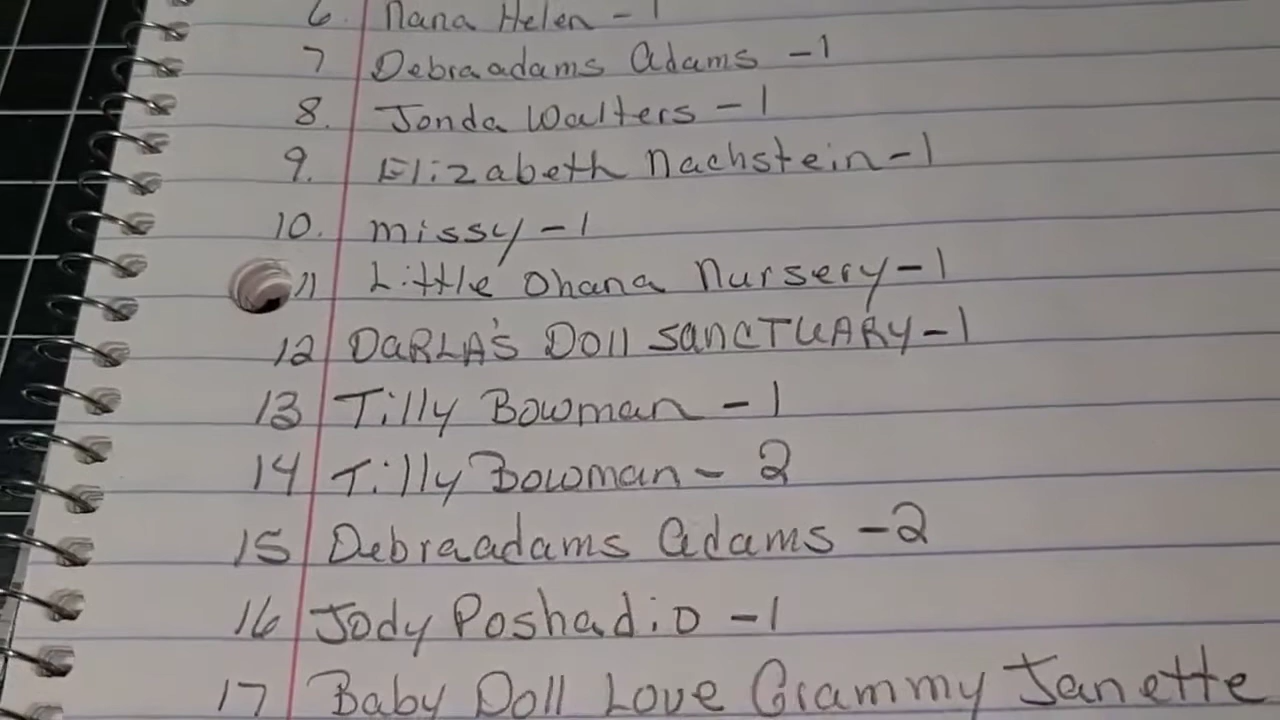 6. Nana Helen - 1
7 Debraadams Adams - 1
8. Jonda Walters - 1
9. Elizabeth Nachstein - 1
10. missy - 1
11 Little Ohana Nursery - 1
12 DaRLA'S Doll SanCTUARY - 1
13 Tilly Bowman - 1
14 Tilly Bowman - 2
15 Debraadams Adams - 2
16 Jody Poshadio - 1
17 Baby Doll Love Grammy Janette